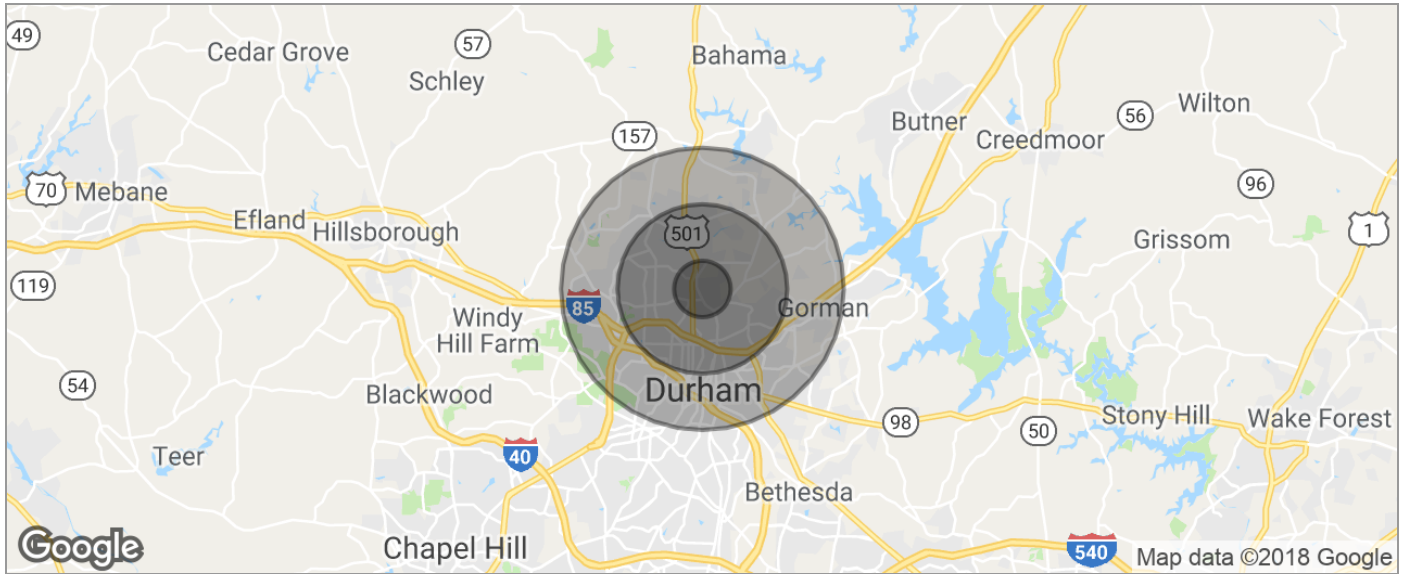 49
Cedar Grove
57
Schley
Bahama
Wilton
56
Butner
Creedmoor
157
70
Mebane
96
Efland
Hillsborough
501
1
Grissom
119
85
Gorman
Windy
Hill Farm
54
Blackwood
Durham
98
50
Stony Hill
Wake Forest
Teer
40
Bethesda
Google
Chapel Hill
540
Map data ©2018 Google